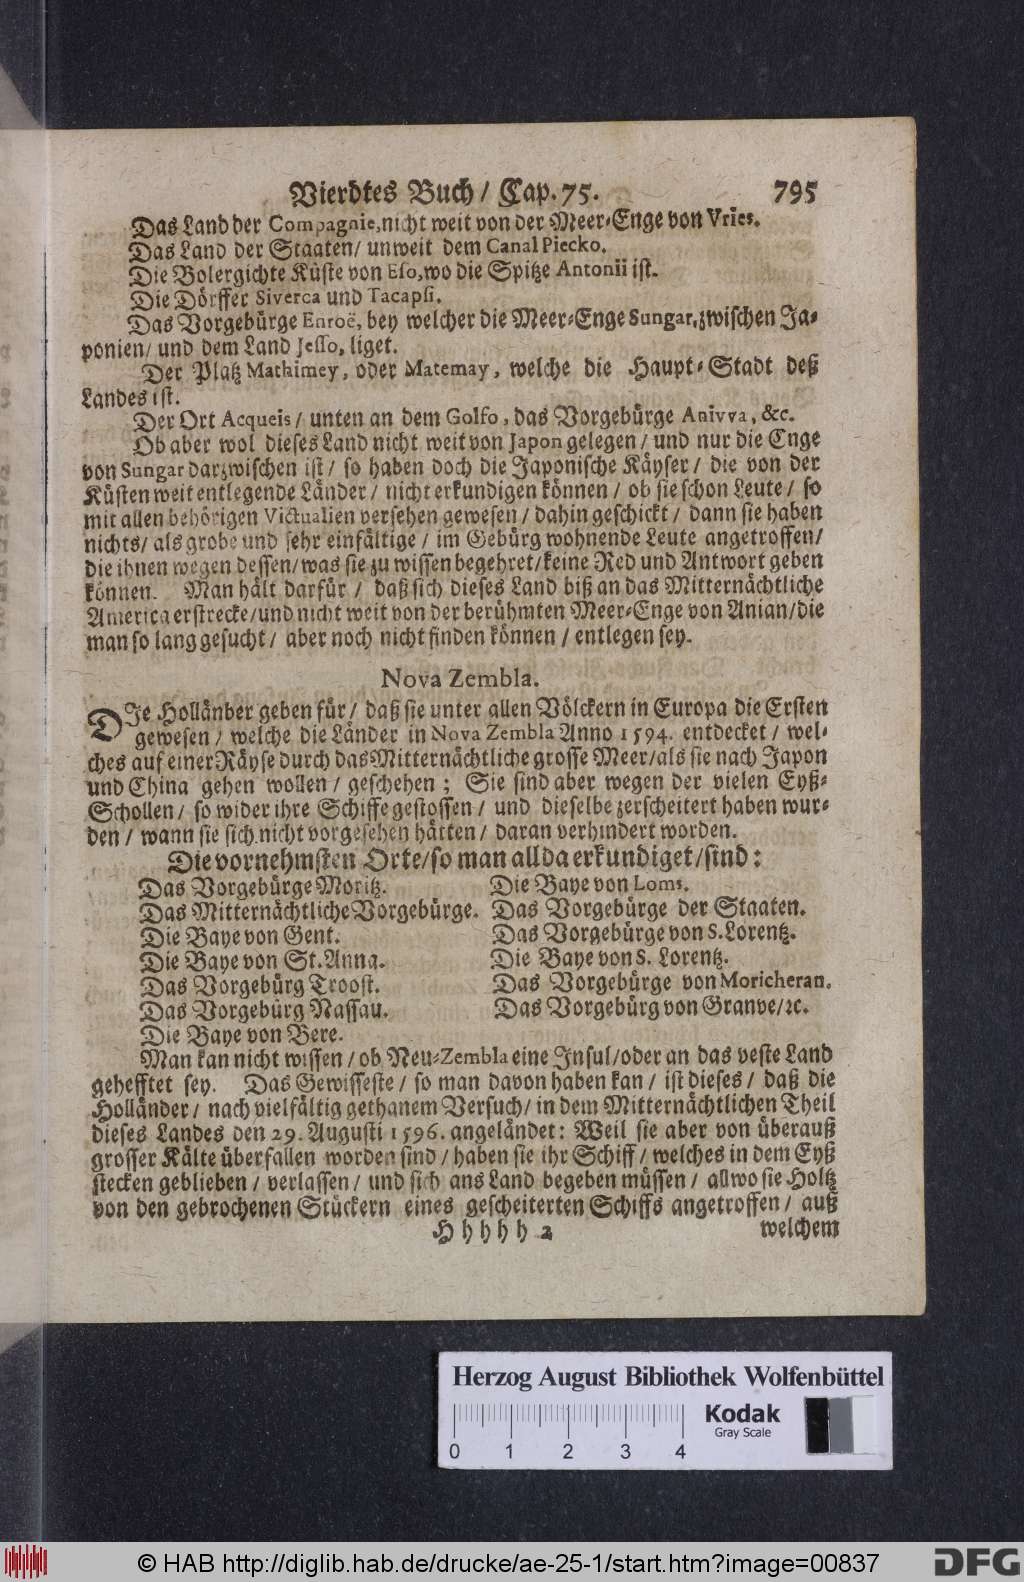 Vierdtes Buch / Cap. 75. 795
Das Land der Compagnie, nicht weit von der Meer-Enge von Vries.
Das Land der Staaten / unweit dem Canal Piecko.
Die Bolergichte Küste von Eso, wo die Spitze Antonii ist.
Die Dörffer Siverca und Tacapsi.
Das Vorgebürge Enroë, bey welcher die Meer-Enge Sungar, zwischen Ja-
ponien / und dem Land Jesso, liget.
Der Platz Mathimey, oder Matemay, welche die Haupt-Stadt deß
Landes ist.
Der Ort Acqueis / unten an dem Golfo, das Vorgebürge Anivva, &c.
Ob aber wol dieses Land nicht weit von Japon gelegen / und nur die Enge
von Sungar darzwischen ist / so haben doch die Japonische Käyser / die von der
Küsten weit entlegende Länder / nicht erkundigen können / ob sie schon Leute / so
mit allen behörigen Victualien versehen gewesen / dahin geschickt / dann sie haben
nichts / als grobe und sehr einfältige / im Gebürg wohnende Leute angetroffen /
die ihnen wegen dessen / was sie zu wissen begehret / keine Red und Antwort geben
können. Man hält darfür / daß sich dieses Land biß an das Mitternächtliche
America erstrecke / und nicht weit von der berühmten Meer-Enge von Anian / die
man so lang gesucht / aber noch nicht finden können / entlegen sey.
Nova Zembla.
DIe Holländer geben für / daß sie unter allen Völckern in Europa die Ersten
gewesen / welche die Länder in Nova Zembla Anno 1594. entdecket / wel-
ches auf einer Räyse durch das Mitternächtliche grosse Meer / als sie nach Japon
und China gehen wollen / geschehen; Sie sind aber wegen der vielen Eyß-
Schollen / so wider ihre Schiffe gestossen / und dieselbe zerscheitert haben wur-
den / wann sie sich nicht vorgesehen hätten / daran verhindert worden.
Die vornehmsten Orte / so man allda erkundiget / sind:
Das Vorgebürge Moritz.
Das Mitternächtliche Vorgebürge.
Die Baye von Gent.
Die Baye von St. Anna.
Das Vorgebürg Troost.
Das Vorgebürg Nassau.
Die Baye von Bere.
Die Baye von Loms.
Das Vorgebürge der Staaten.
Das Vorgebürge von S. Lorentz.
Die Baye von S. Lorentz.
Das Vorgebürge von Moricheran.
Das Vorgebürg von Granve / ꝛc.
Man kan nicht wissen / ob Neu-Zembla eine Insul / oder an das veste Land
gehefftet sey. Das Gewisseste / so man davon haben kan / ist dieses / daß die
Holländer / nach vielfältig gethanem Versuch / in dem Mitternächtlichen Theil
dieses Landes den 29. Augusti 1596. angeländet: Weil sie aber von überauß
grosser Kälte überfallen worden sind / haben sie ihr Schiff / welches in dem Eyß
stecken geblieben / verlassen / und sich ans Land begeben müssen / allwo sie Holtz
von den gebrochenen Stückern eines gescheiterten Schiffs angetroffen / auß
Hhhhh 2 welchem
Herzog August Bibliothek Wolfenbüttel
Kodak
Gray Scale
0 1 2 3 4
© HAB http://diglib.hab.de/drucke/ae-25-1/start.htm?image=00837
DFG